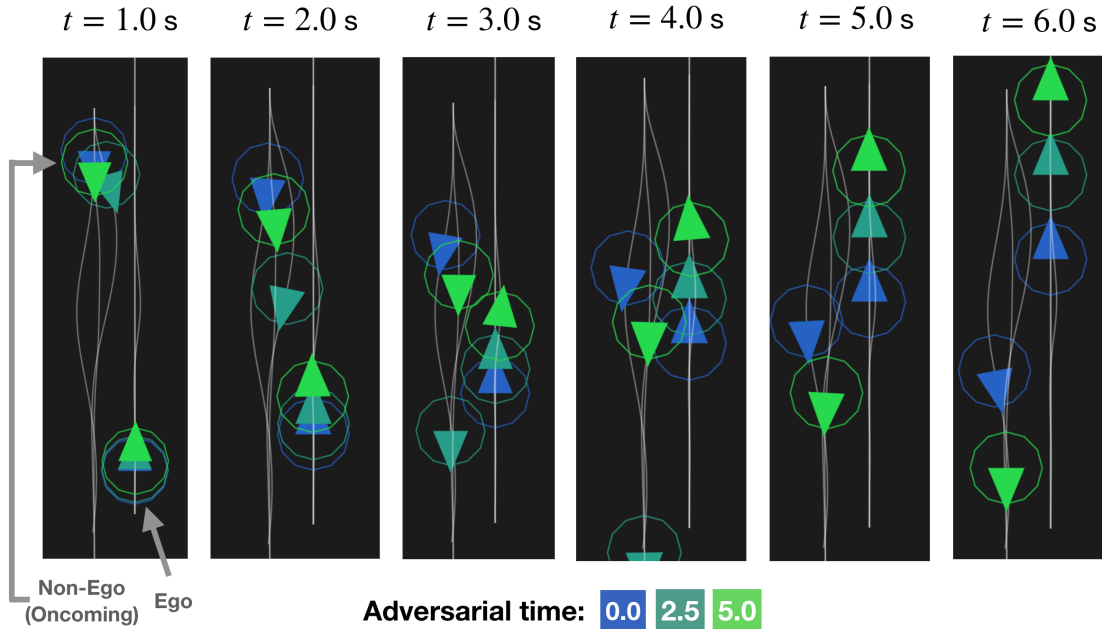 t = 1.0 s
t = 2.0 s
t = 3.0 s
t = 4.0 s
t = 5.0 s
t = 6.0 s
Non-Ego
(Oncoming)
Ego
Adversarial time: 0.0 2.5 5.0